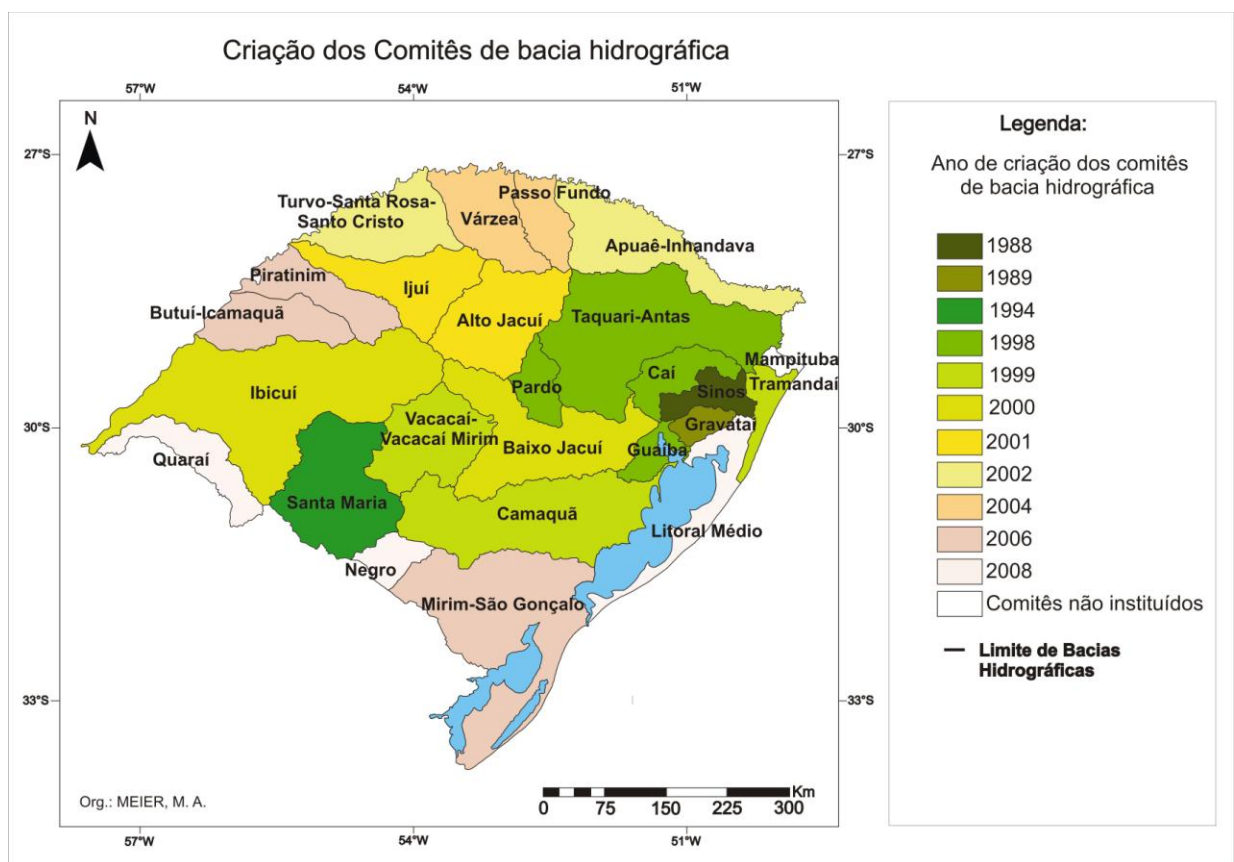 Criação dos Comitês de bacia hidrográfica
57°W
54°W
51°W
N
27°S
27°S
Turvo-Santa Rosa-
Santo Cristo
Várzea
Passo Fundo
Apuaê-Inhandava
Piratinim
Ijuí
Butuí-Icamaquã
Alto Jacuí
Taquari-Antas
Mampituba
Caí
Sinos
Tramandaí
Pardo
Ibicuí
Vacacaí-
Vacacaí Mirim
Gravataí
30°S
30°S
Baixo Jacuí
Guaíba
Quaraí
Santa Maria
Camaquã
Litoral Médio
Negro
Mirim-São Gonçalo
33°S
33°S
Org.: MEIER, M. A.
Km
0 75 150 225 300
57°W
54°W
51°W
Legenda:
Ano de criação dos comitês
de bacia hidrográfica
1988
1989
1994
1998
1999
2000
2001
2002
2004
2006
2008
Comitês não instituídos
Limite de Bacias
Hidrográficas